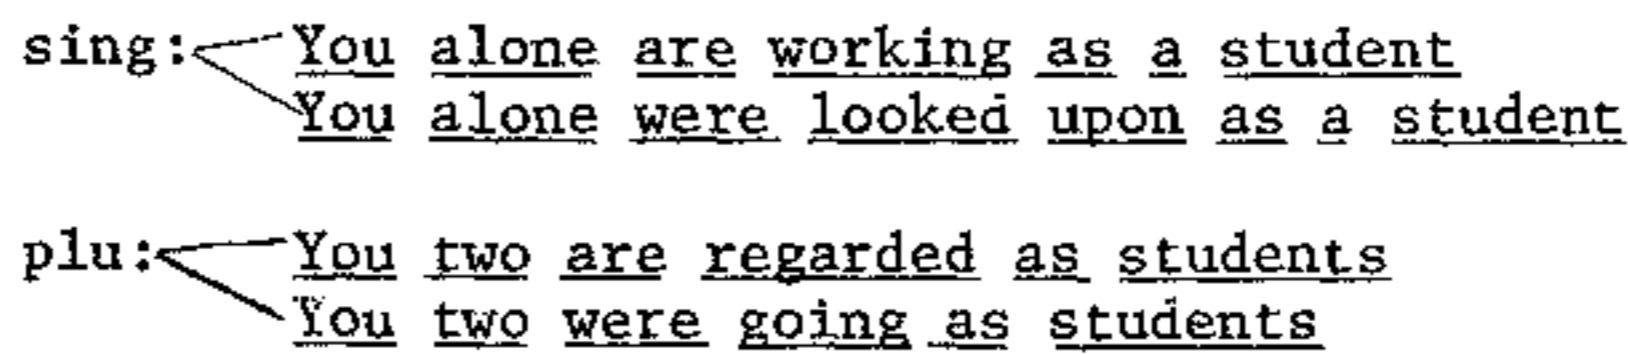 sing: You alone are working as a student
You alone were looked upon as a student
plu: You two are regarded as students
You two were going as students